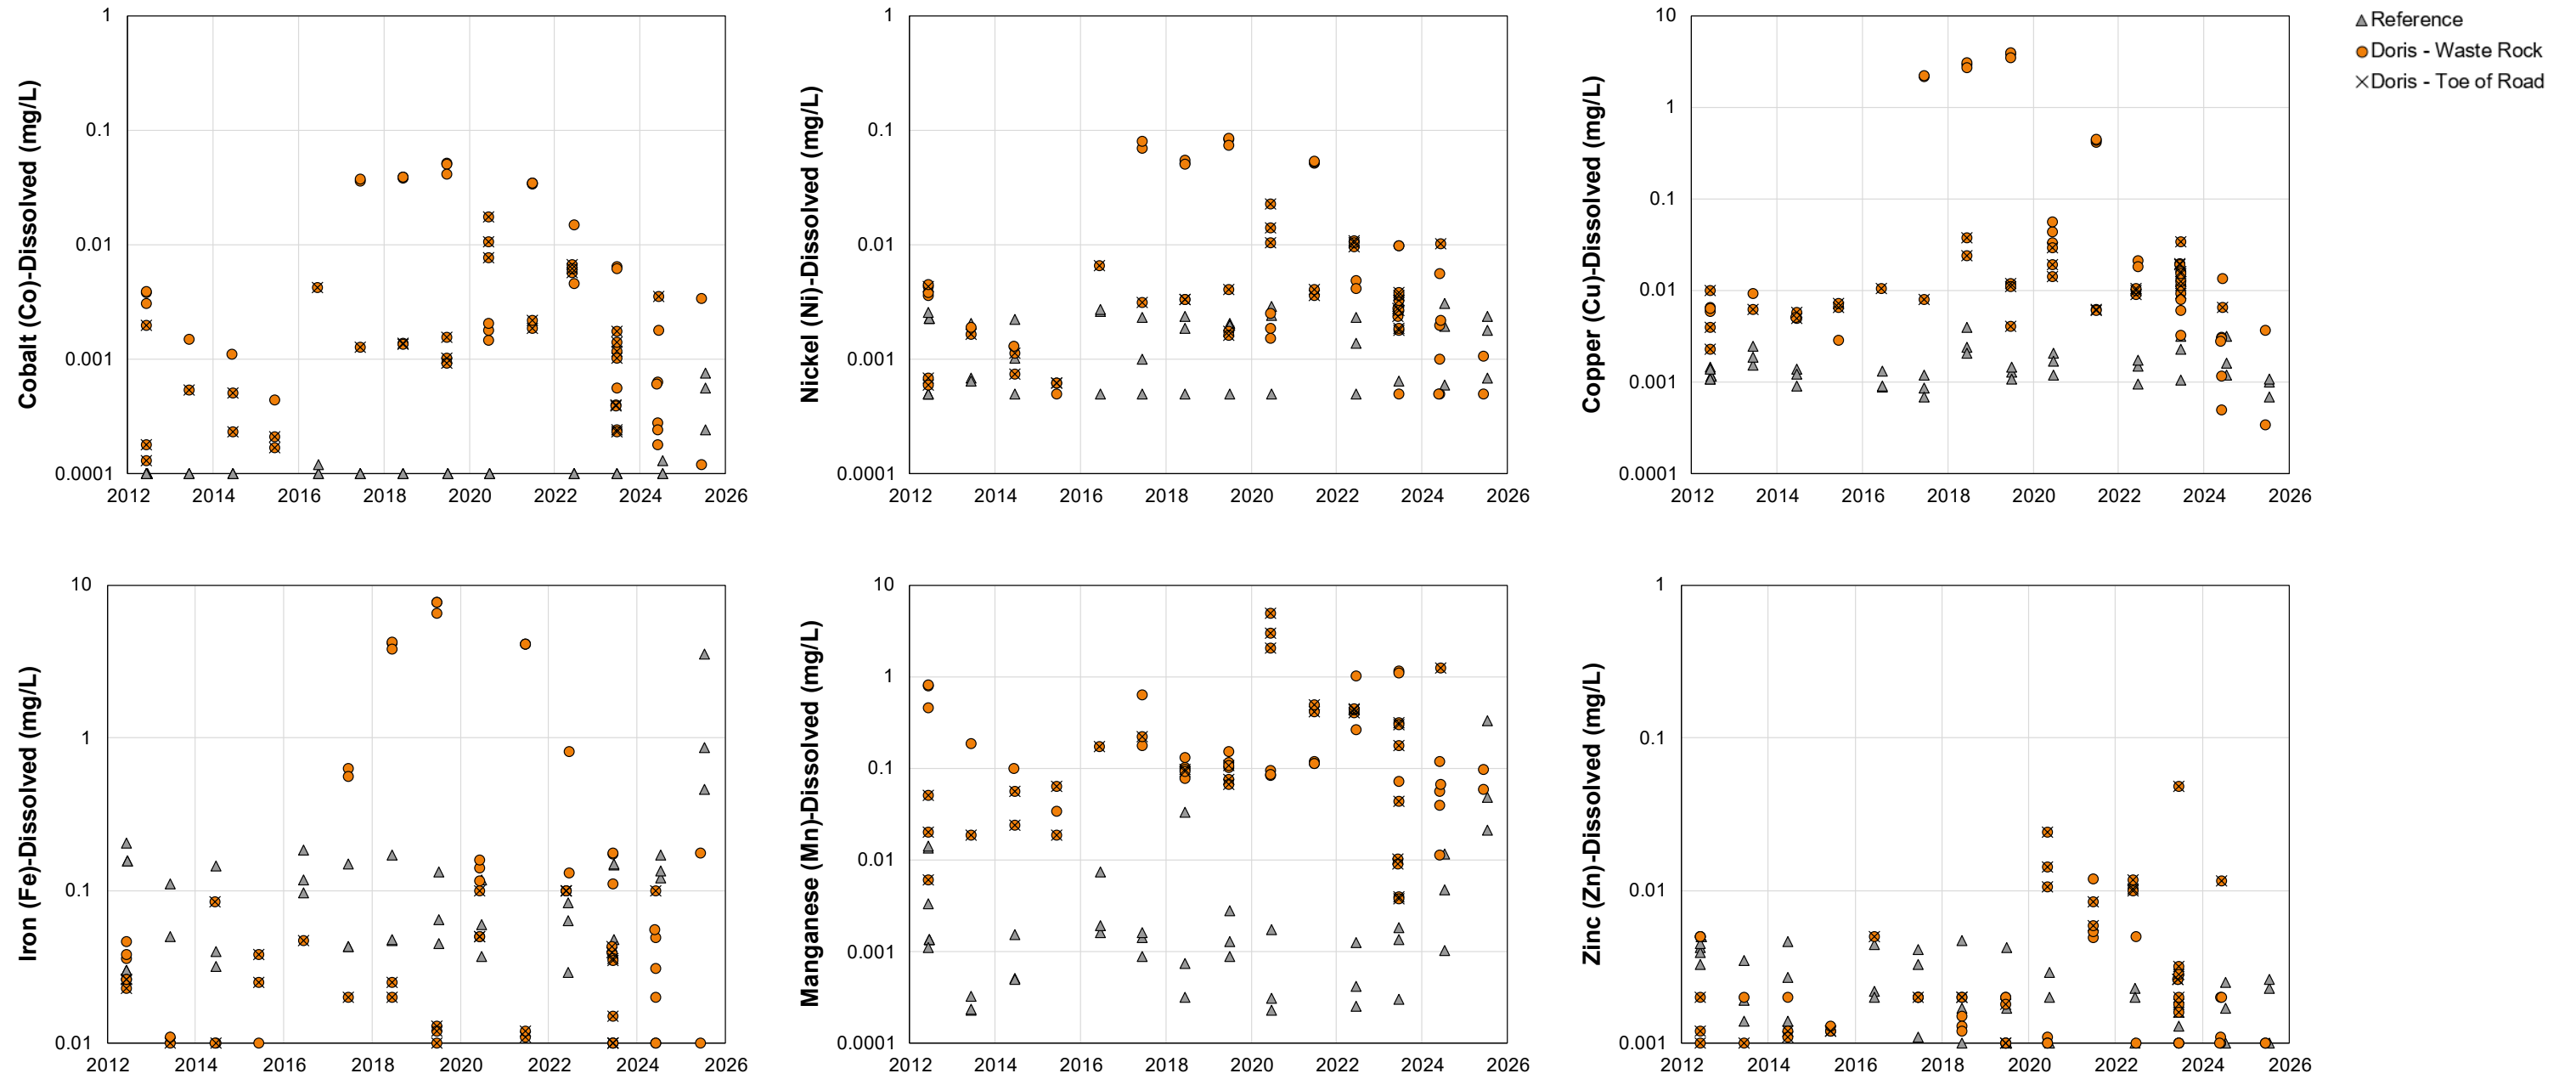 Cobalt (Co)-Dissolved (mg/L)
1
0.1
0.01
0.001
0.0001
2012 2014 2016 2018 2020 2022 2024 2026
Nickel (Ni)-Dissolved (mg/L)
1
0.1
0.01
0.001
0.0001
2012 2014 2016 2018 2020 2022 2024 2026
Copper (Cu)-Dissolved (mg/L)
10
1
0.1
0.01
0.001
0.0001
2012 2014 2016 2018 2020 2022 2024 2026
Reference
Doris - Waste Rock
Doris - Toe of Road
Iron (Fe)-Dissolved (mg/L)
10
1
0.1
0.01
2012 2014 2016 2018 2020 2022 2024 2026
Manganese (Mn)-Dissolved (mg/L)
10
1
0.1
0.01
0.001
0.0001
2012 2014 2016 2018 2020 2022 2024 2026
Zinc (Zn)-Dissolved (mg/L)
1
0.1
0.01
0.001
2012 2014 2016 2018 2020 2022 2024 2026